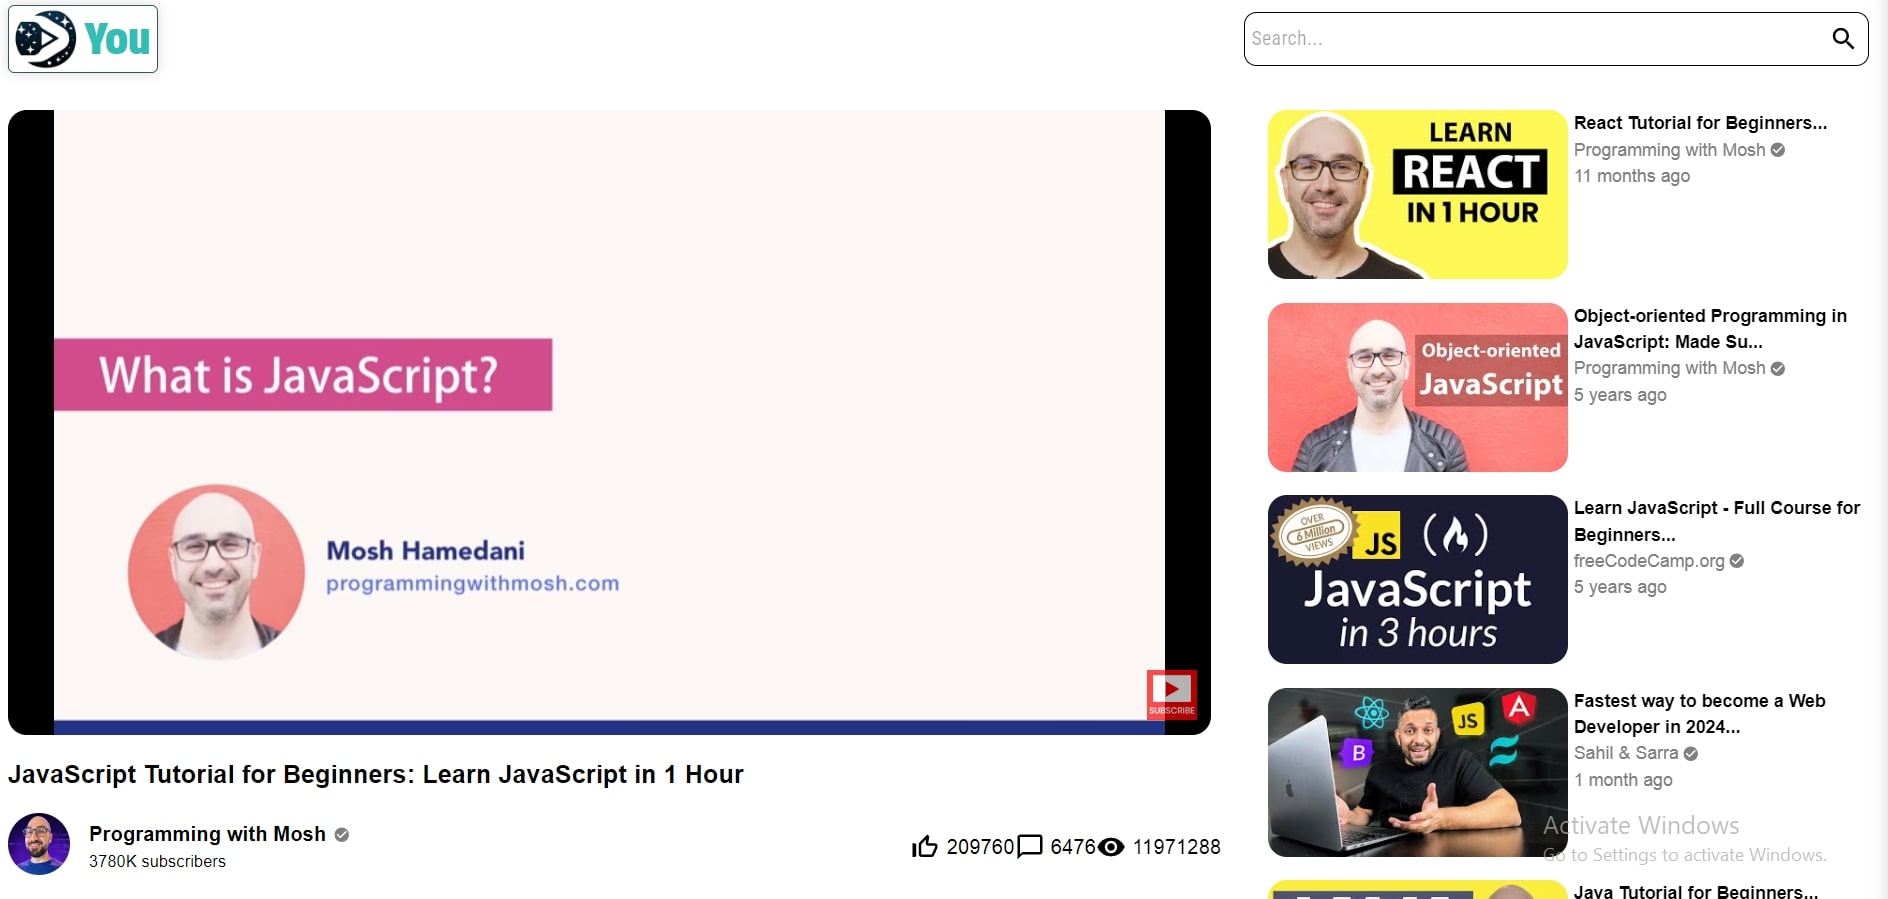 You
Search...
What is JavaScript?
Mosh Hamedani
programmingwithmosh.com
SUBSCRIBE
JavaScript Tutorial for Beginners: Learn JavaScript in 1 Hour
Programming with Mosh
3780K subscribers
209760 6476 11971288
LEARN
REACT
IN 1 HOUR
React Tutorial for Beginners...
Programming with Mosh
11 months ago
Object-oriented
JavaScript
Object-oriented Programming in
JavaScript: Made Su...
Programming with Mosh
5 years ago
OVER
6 Million
VIEWS
JS
JavaScript
in 3 hours
Learn JavaScript - Full Course for
Beginners...
freeCodeCamp.org
5 years ago
B
JS
A
Fastest way to become a Web
Developer in 2024...
Sahil & Sarra
1 month ago
Activate Windows
Go to Settings to activate Windows.
Java Tutorial for Beginners...